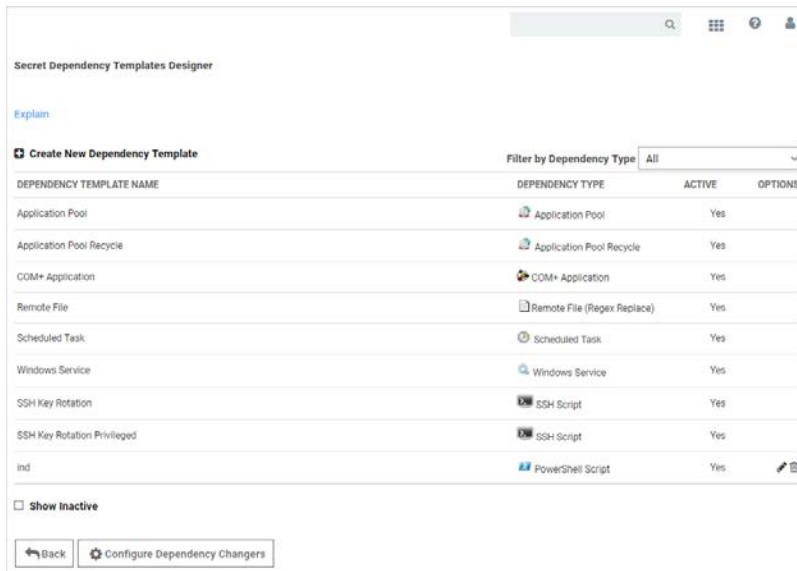 Secret Dependency Templates Designer
Explain
Create New Dependency Template
Filter by Dependency Type All
DEPENDENCY TEMPLATE NAME DEPENDENCY TYPE ACTIVE OPTIONS
Application Pool Application Pool Yes
Application Pool Recycle Application Pool Recycle Yes
COM+ Application COM+ Application Yes
Remote File Remote File (Regex Replace) Yes
Scheduled Task Scheduled Task Yes
Windows Service Windows Service Yes
SSH Key Rotation SSH Script Yes
SSH Key Rotation Privileged SSH Script Yes
ind PowerShell Script Yes
Show Inactive
Back Configure Dependency Changers